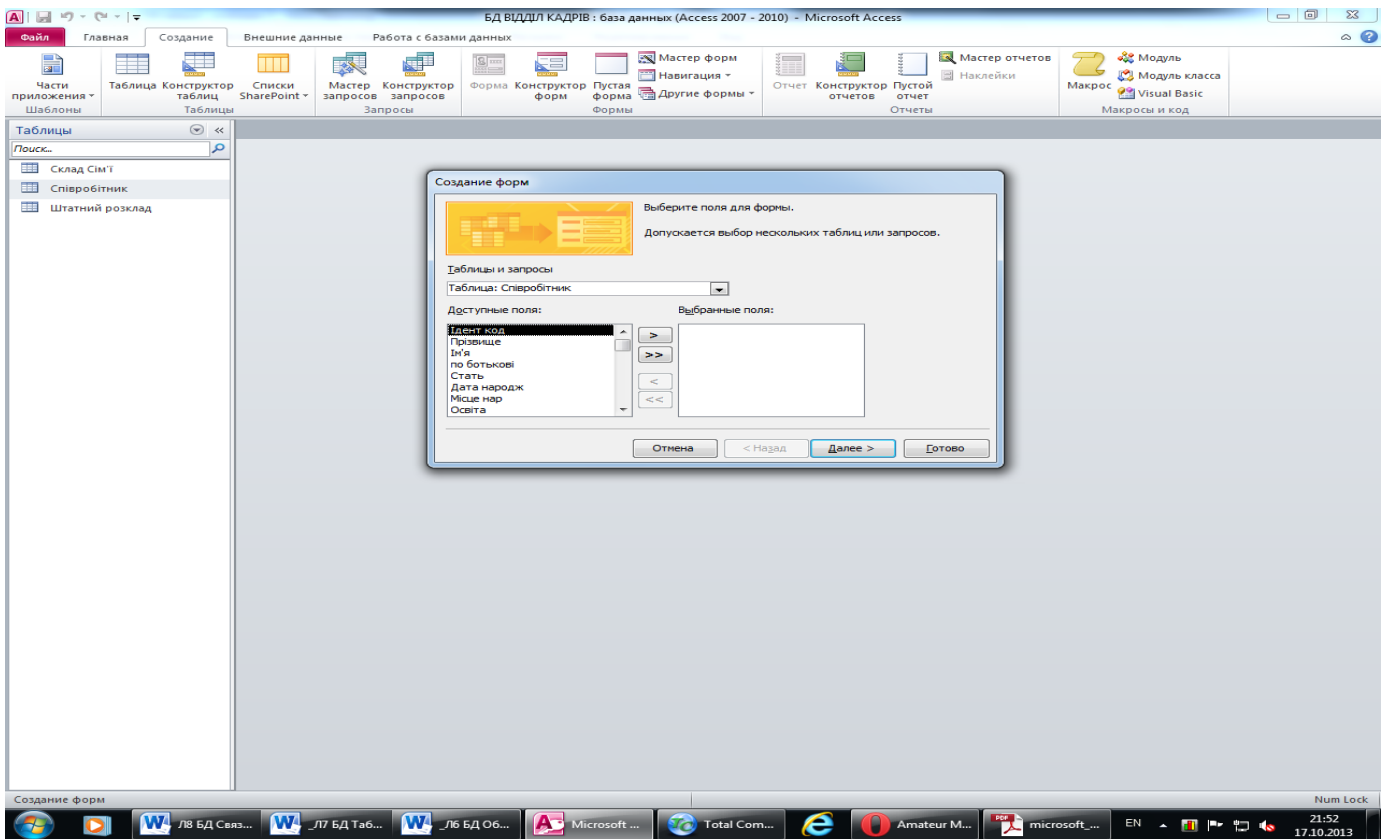 БД ВІДДІЛ КАДРІВ : база данных (Access 2007 - 2010) - Microsoft Access
Файл Главная Создание Внешние данные Работа с базами данных
Части приложения
Таблица
Конструктор таблиц
Списки SharePoint
Мастер запросов
Конструктор запросов
Форма
Конструктор форм
Пустая форма
Мастер форм
Навигация
Другие формы
Отчет
Конструктор отчетов
Пустой отчет
Мастер отчетов
Наклейки
Макрос
Модуль
Модуль класса
Visual Basic
Шаблоны Таблицы Запросы Формы Отчеты Макросы и код
Таблицы
Поиск...
Склад Сім'ї
Співробітник
Штатний розклад
Создание форм
Выберите поля для формы.
Допускается выбор нескольких таблиц или запросов.
Таблицы и запросы
Таблица: Співробітник
Доступные поля: Выбранные поля:
Ідент код
Прізвище
Ім'я
по ботькові
Стать
Дата народж
Місце нар
Освіта
>
>>
<
<<
Отмена < Назад Далее > Готово
Создание форм Num Lock
Л8 БД Связ... _Л7 БД Таб... _Л6 БД Об... Microsoft ... Total Com... Amateur M... microsoft_... EN 21:52
17.10.2013